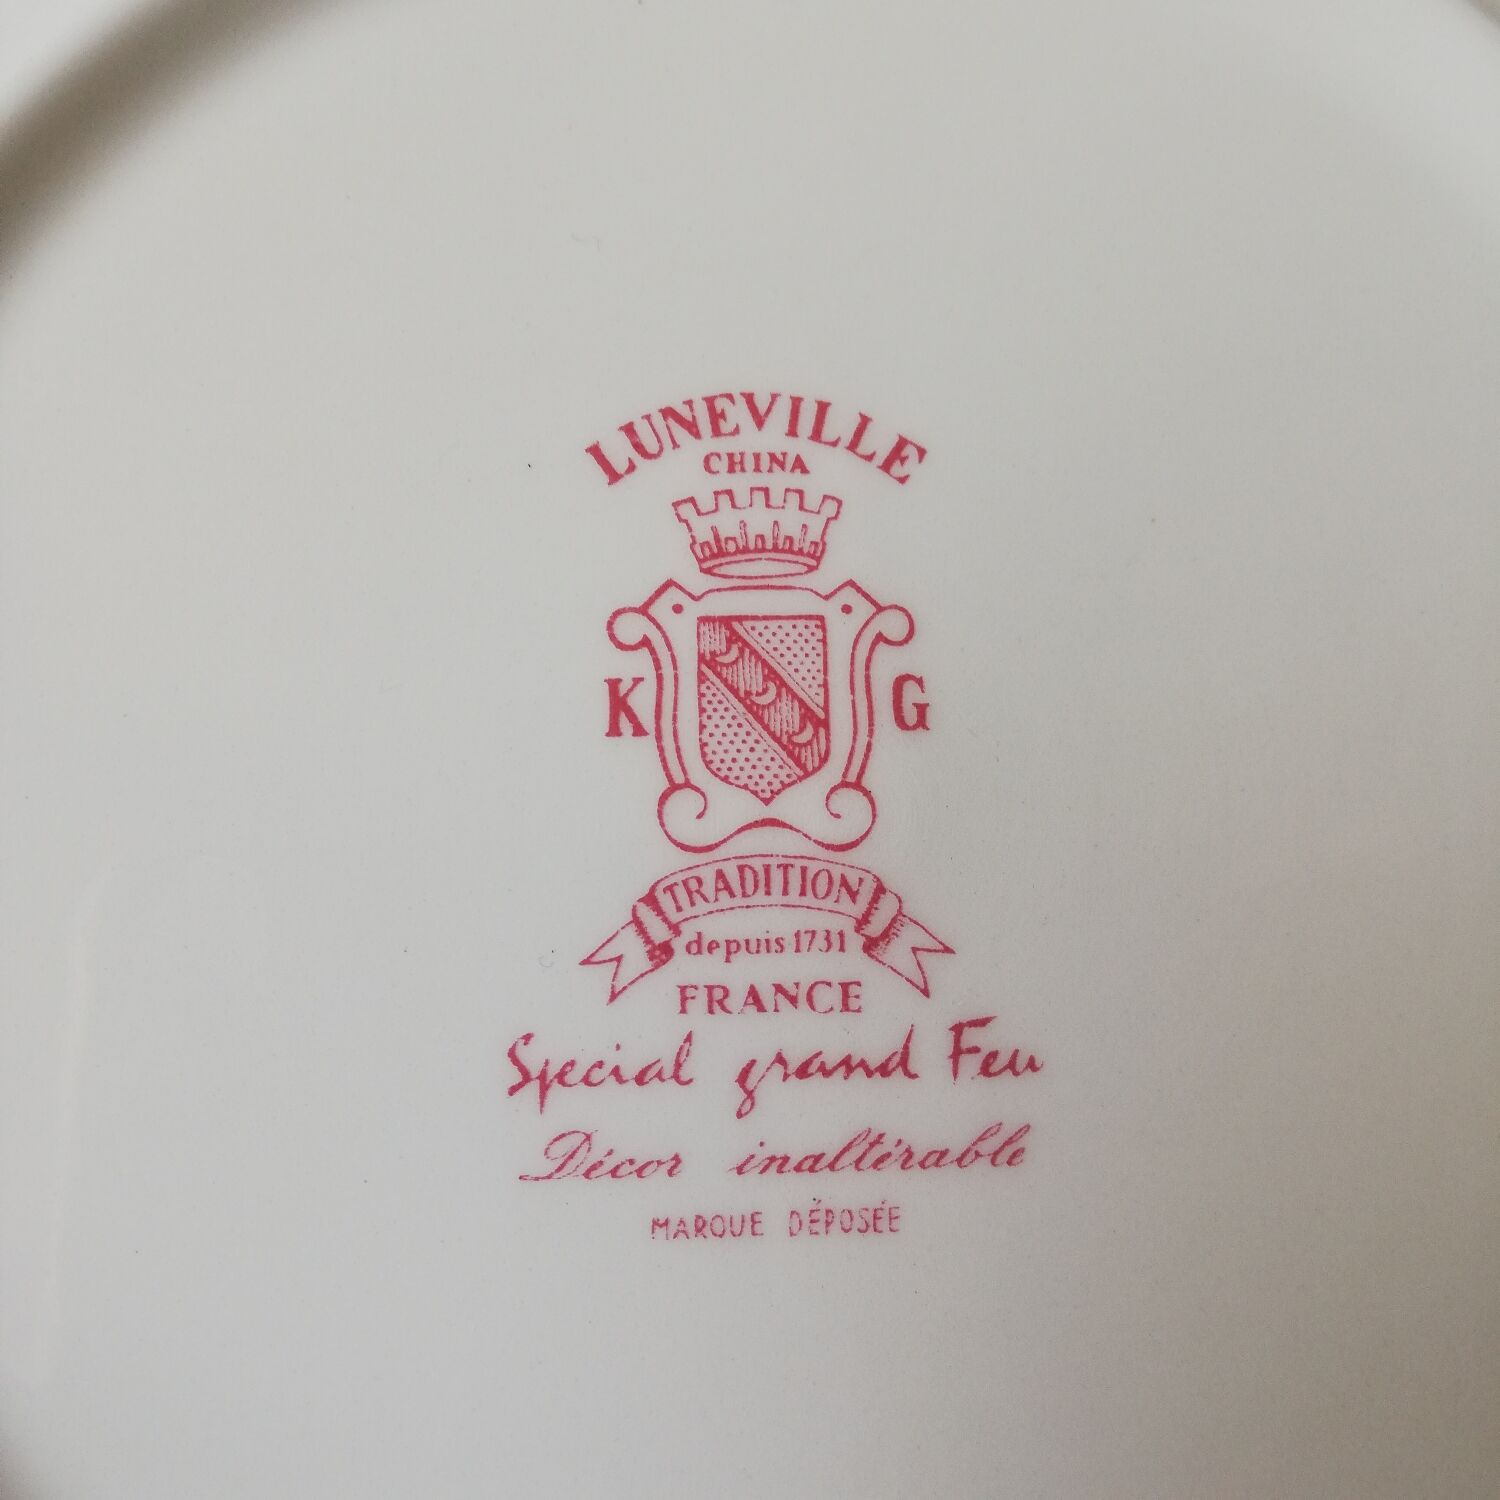 LUNEVILLE
CHINA
K G
TRADITION
depuis 1731
FRANCE
Special grand Feu
Décor inaltérable
MARQUE DÉPOSÉE